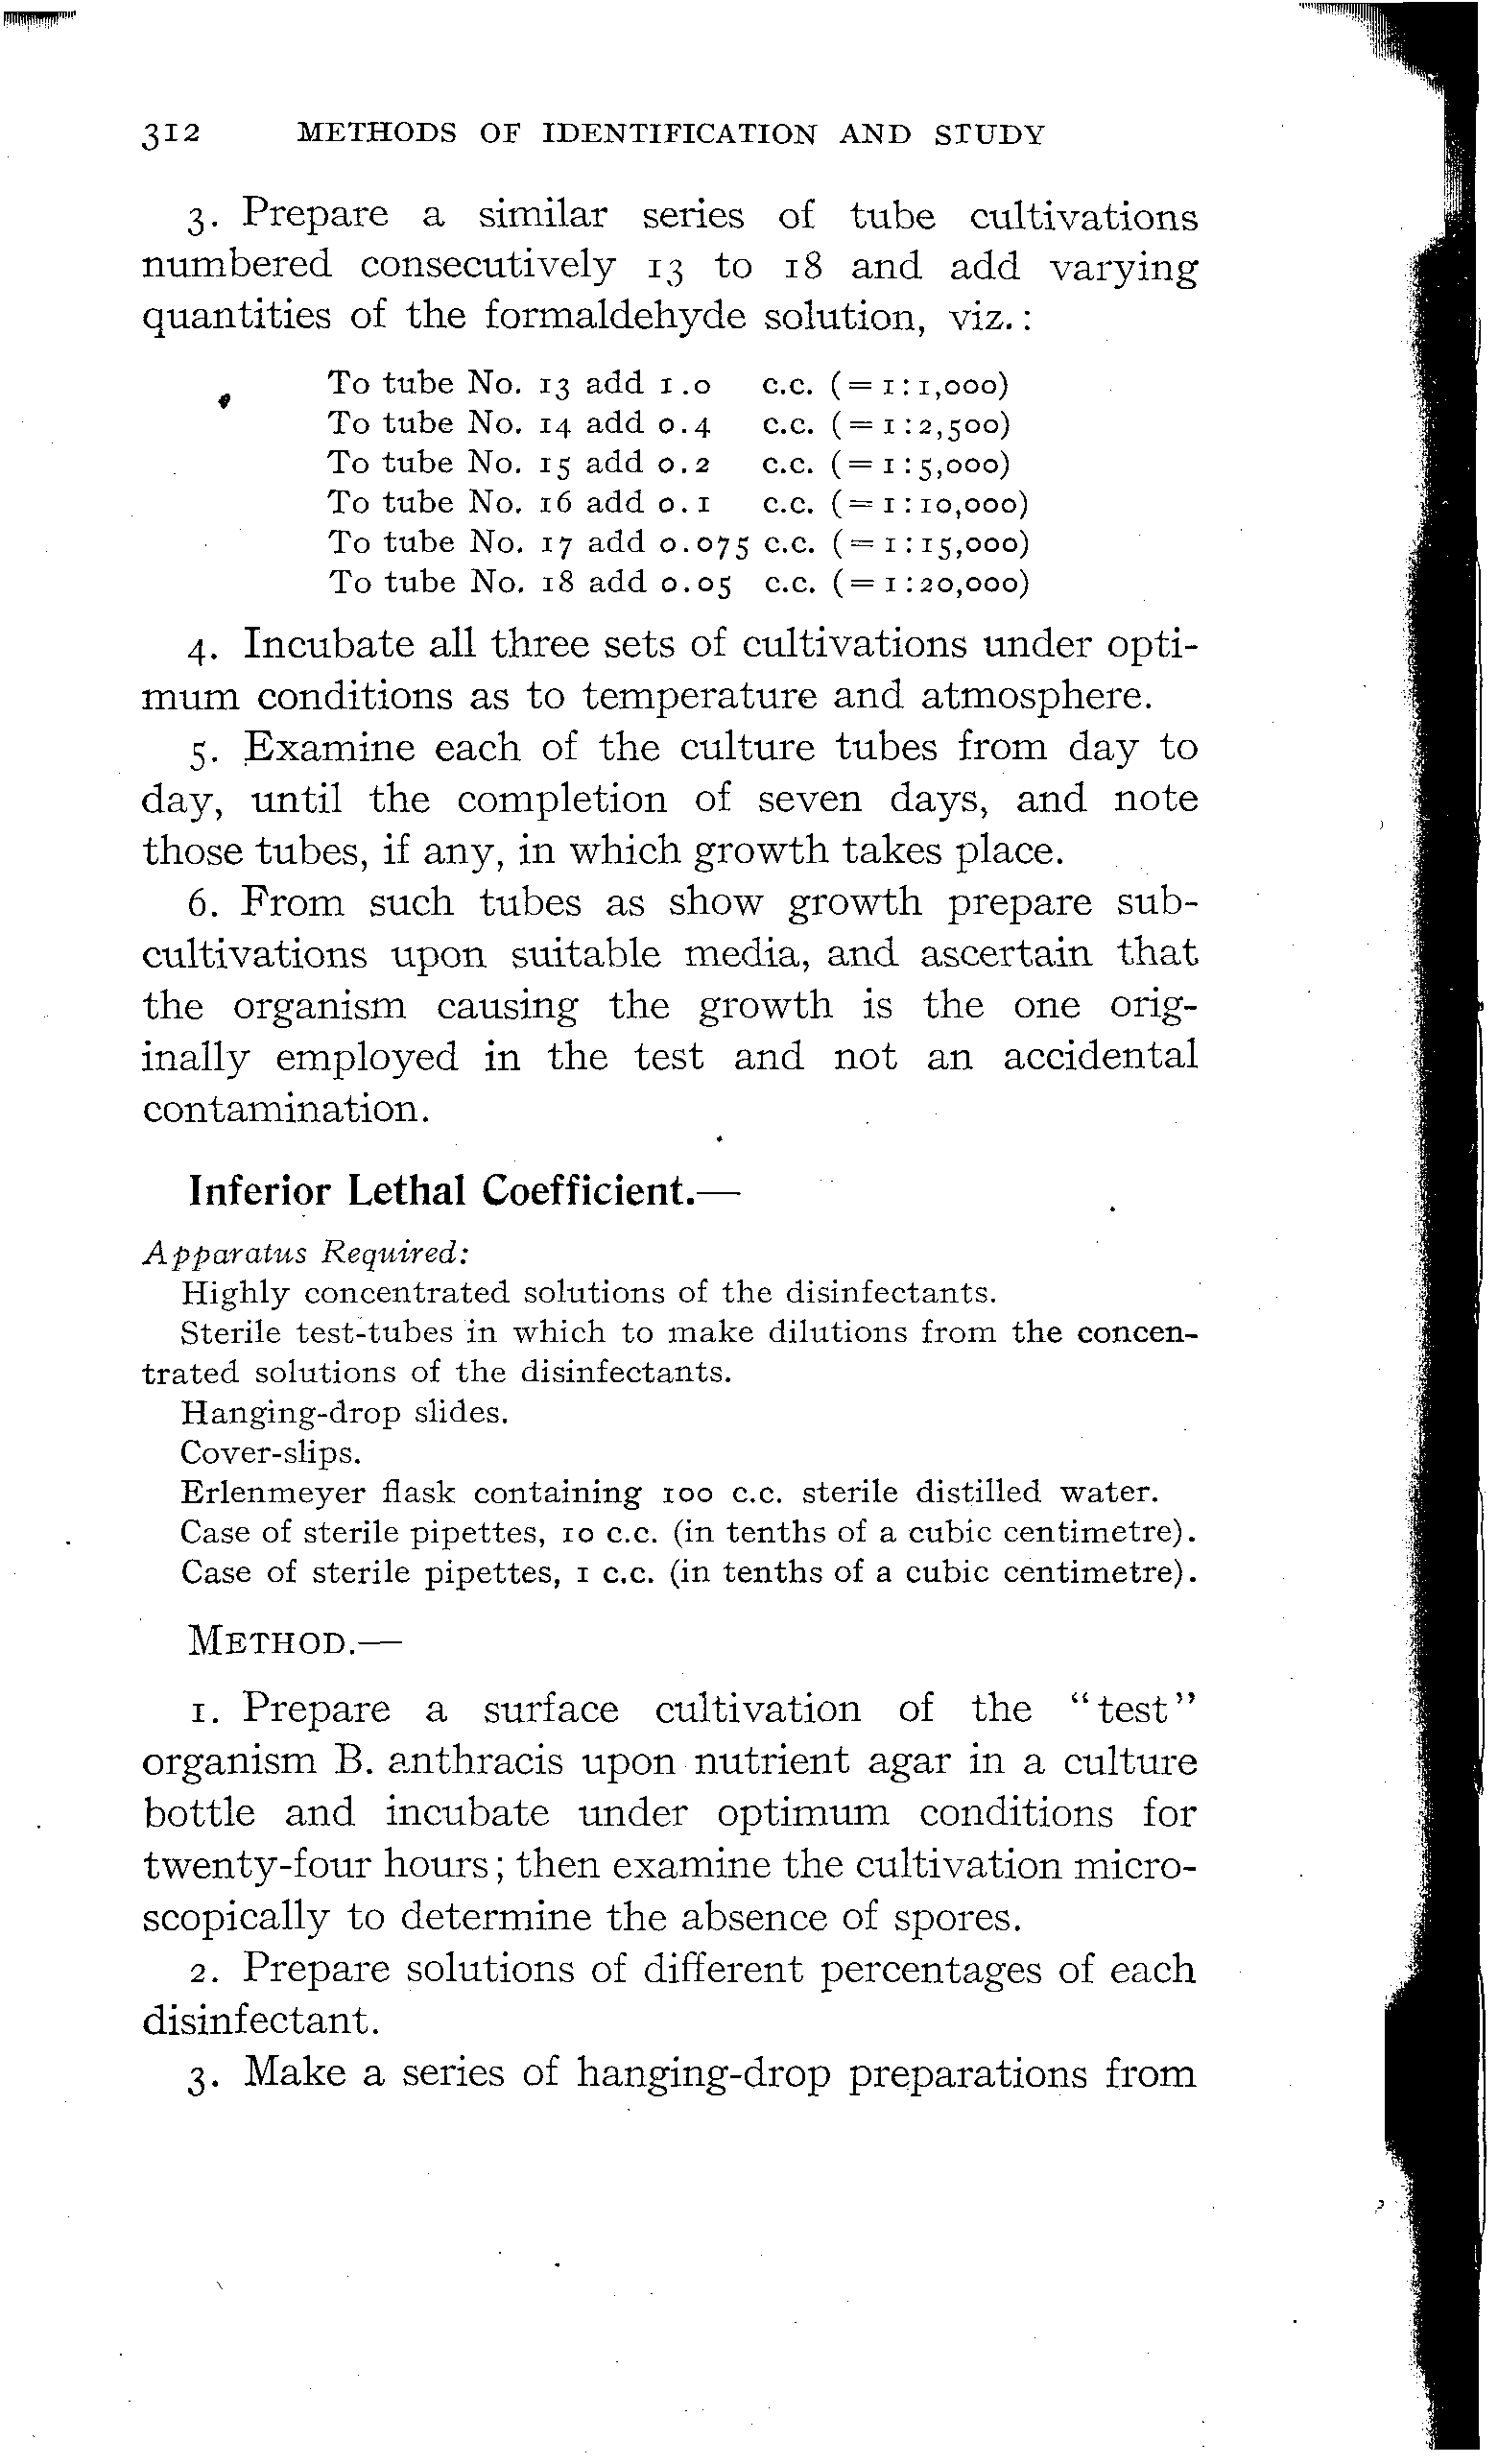 312 METHODS OF IDENTIFICATION AND STUDY
3. Prepare a similar series of tube cultivations
numbered consecutively 13 to 18 and add varying
quantities of the formaldehyde solution, viz.:
To tube No. 13 add 1.0 c.c. (=1:1,000)
To tube No. 14 add 0.4 c.c. (=1:2,500)
To tube No. 15 add 0.2 c.c. (=1:5,000)
To tube No. 16 add 0.1 c.c. (=1:10,000)
To tube No. 17 add 0.075 c.c. (=1:15,000)
To tube No. 18 add 0.05 c.c. (=1:20,000)
4. Incubate all three sets of cultivations under opti-
mum conditions as to temperature and atmosphere.
5. Examine each of the culture tubes from day to
day, until the completion of seven days, and note
those tubes, if any, in which growth takes place.
6. From such tubes as show growth prepare sub-
cultivations upon suitable media, and ascertain that
the organism causing the growth is the one orig-
inally employed in the test and not an accidental
contamination.
Inferior Lethal Coefficient.—
Apparatus Required:
Highly concentrated solutions of the disinfectants.
Sterile test-tubes in which to make dilutions from the concen-
trated solutions of the disinfectants.
Hanging-drop slides.
Cover-slips.
Erlenmeyer flask containing 100 c.c. sterile distilled water.
Case of sterile pipettes, 10 c.c. (in tenths of a cubic centimetre).
Case of sterile pipettes, 1 c.c. (in tenths of a cubic centimetre).
METHOD.—
1. Prepare a surface cultivation of the "test"
organism B. anthracis upon nutrient agar in a culture
bottle and incubate under optimum conditions for
twenty-four hours; then examine the cultivation micro-
scopically to determine the absence of spores.
2. Prepare solutions of different percentages of each
disinfectant.
3. Make a series of hanging-drop preparations from